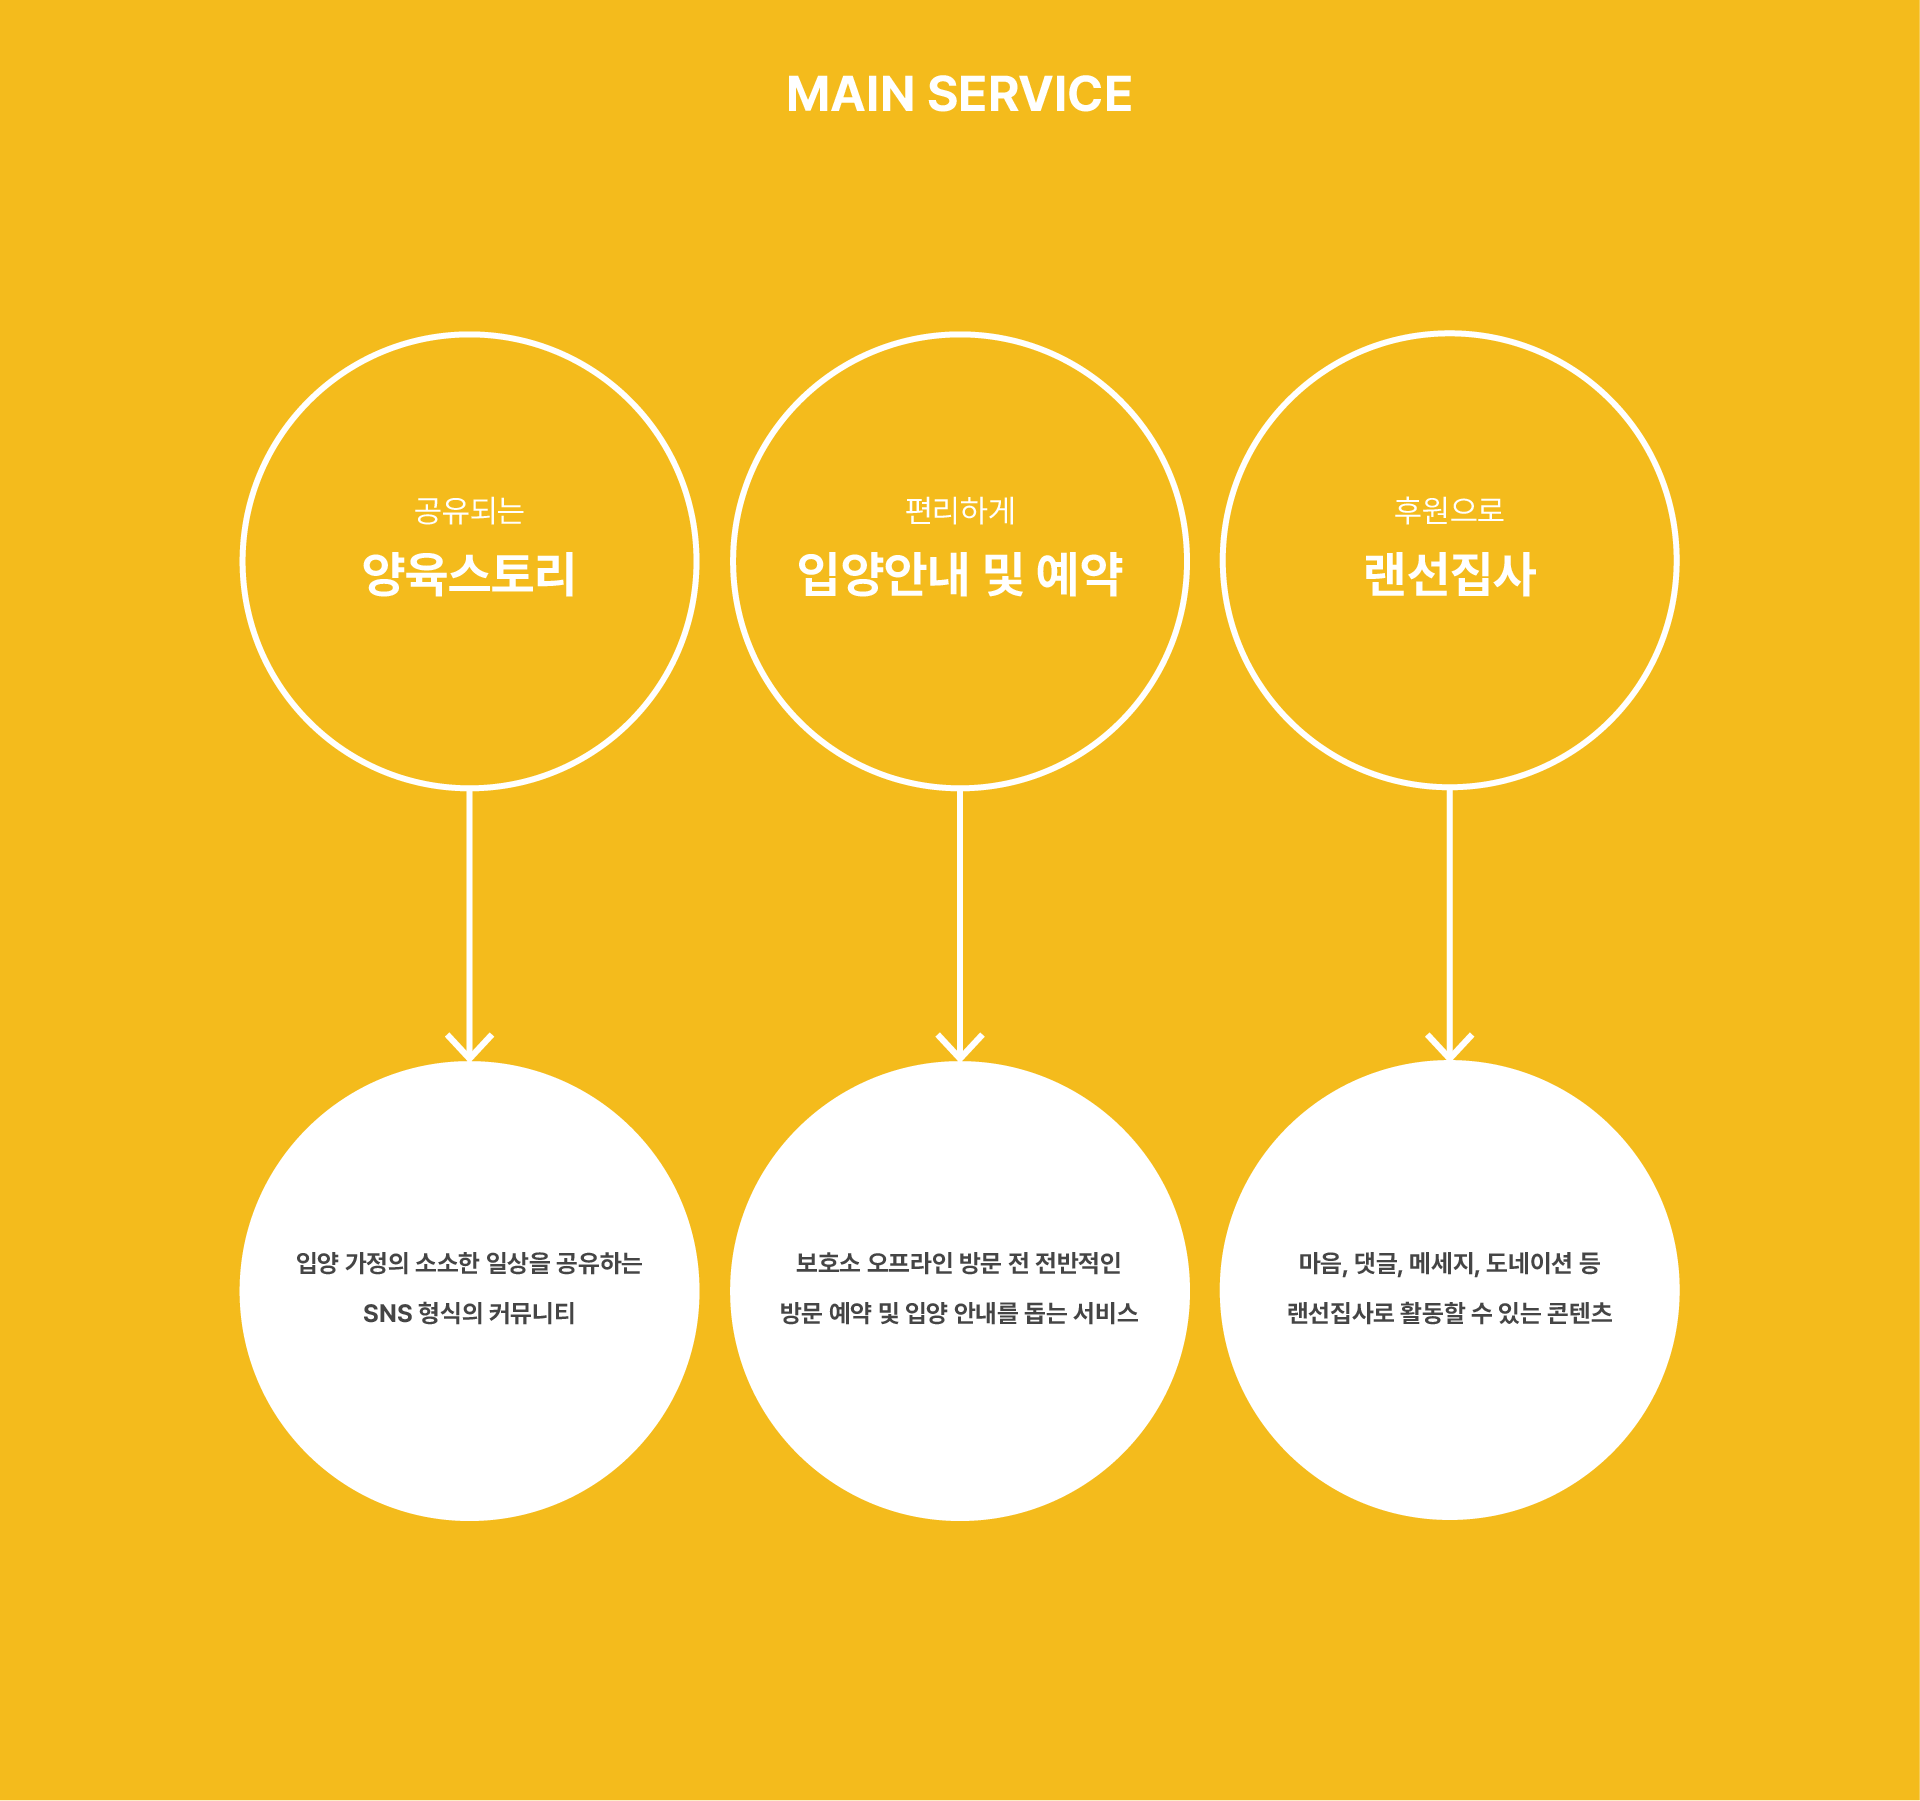 MAIN SERVICE
공유되는
양육스토리
편리하게
입양안내 및 예약
후원으로
랜선집사
입양 가정의 소소한 일상을 공유하는
SNS 형식의 커뮤니티
보호소 오프라인 방문 전 전반적인
방문 예약 및 입양 안내를 돕는 서비스
마음, 댓글, 메세지, 도네이션 등
랜선집사로 활동할 수 있는 콘텐츠